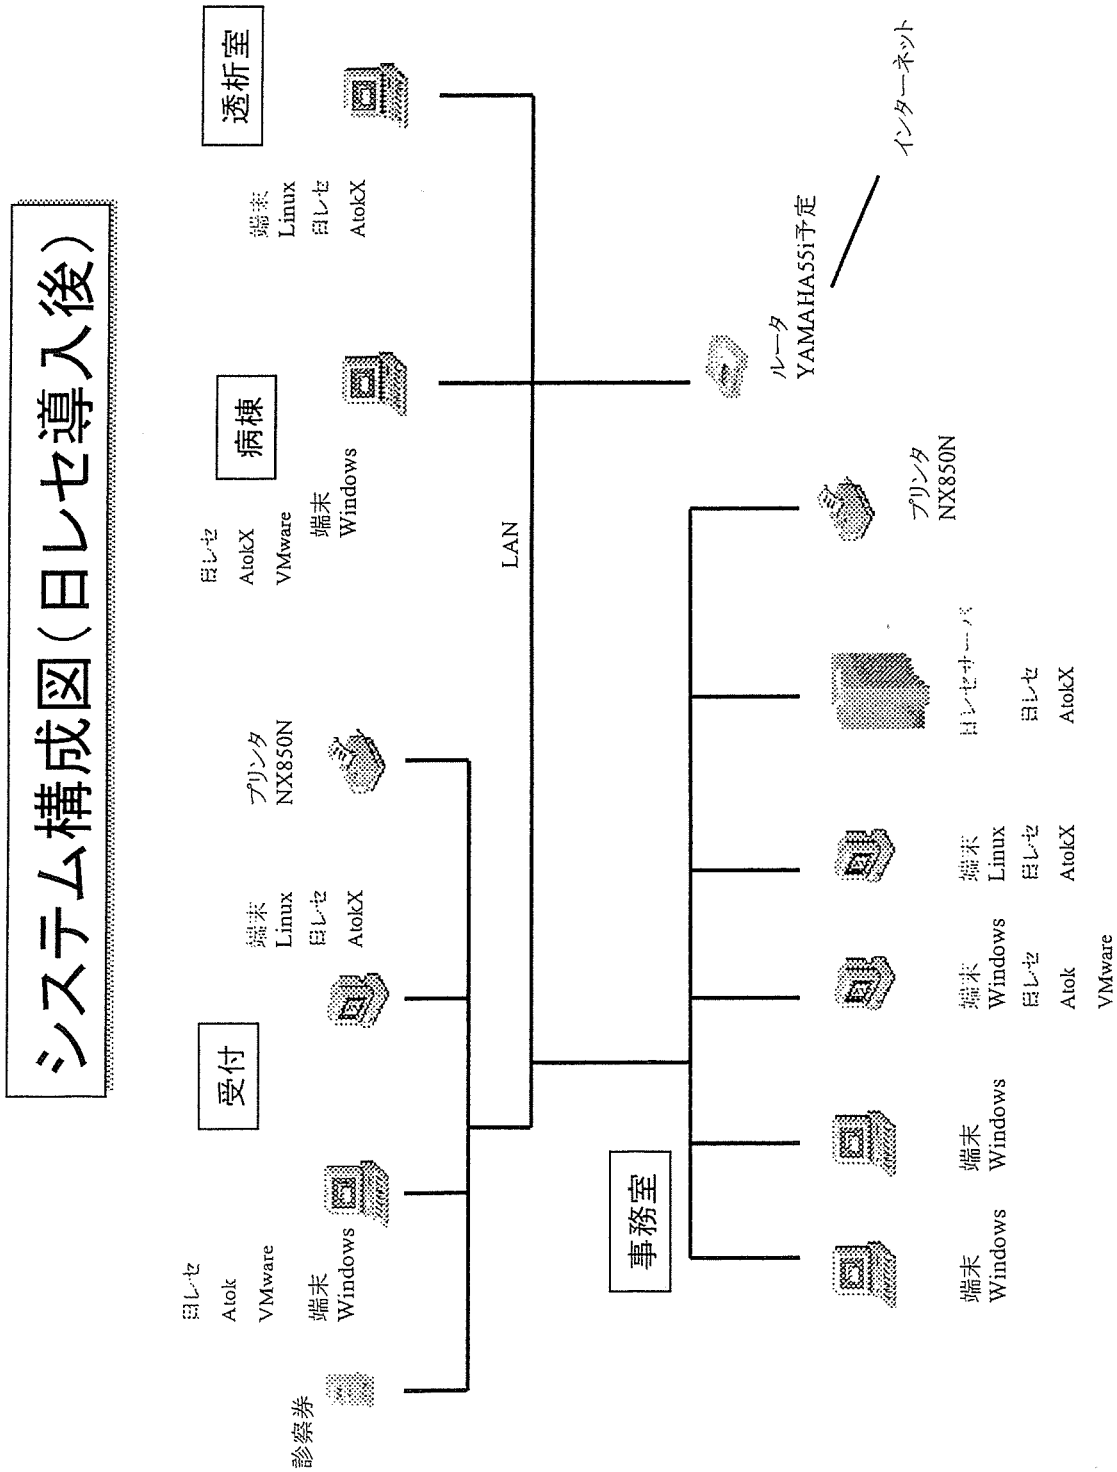 システム構成図(日レセ導入後)
診察券
日レセ
Atok
VMware
端末
Windows
受付
端末
Linux
日レセ
AtokX
プリンタ
NX850N
病棟
日レセ
AtokX
VMware
端末
Windows
透析室
端末
Linux
日レセ
AtokX
LAN
ルータ
YAMAHA55i予定
インターネット
事務室
端末
Windows
端末
Windows
端末
Windows
日レセ
Atok
VMware
端末
Linux
日レセ
AtokX
日レセサーバ
日レセ
AtokX
プリンタ
NX850N